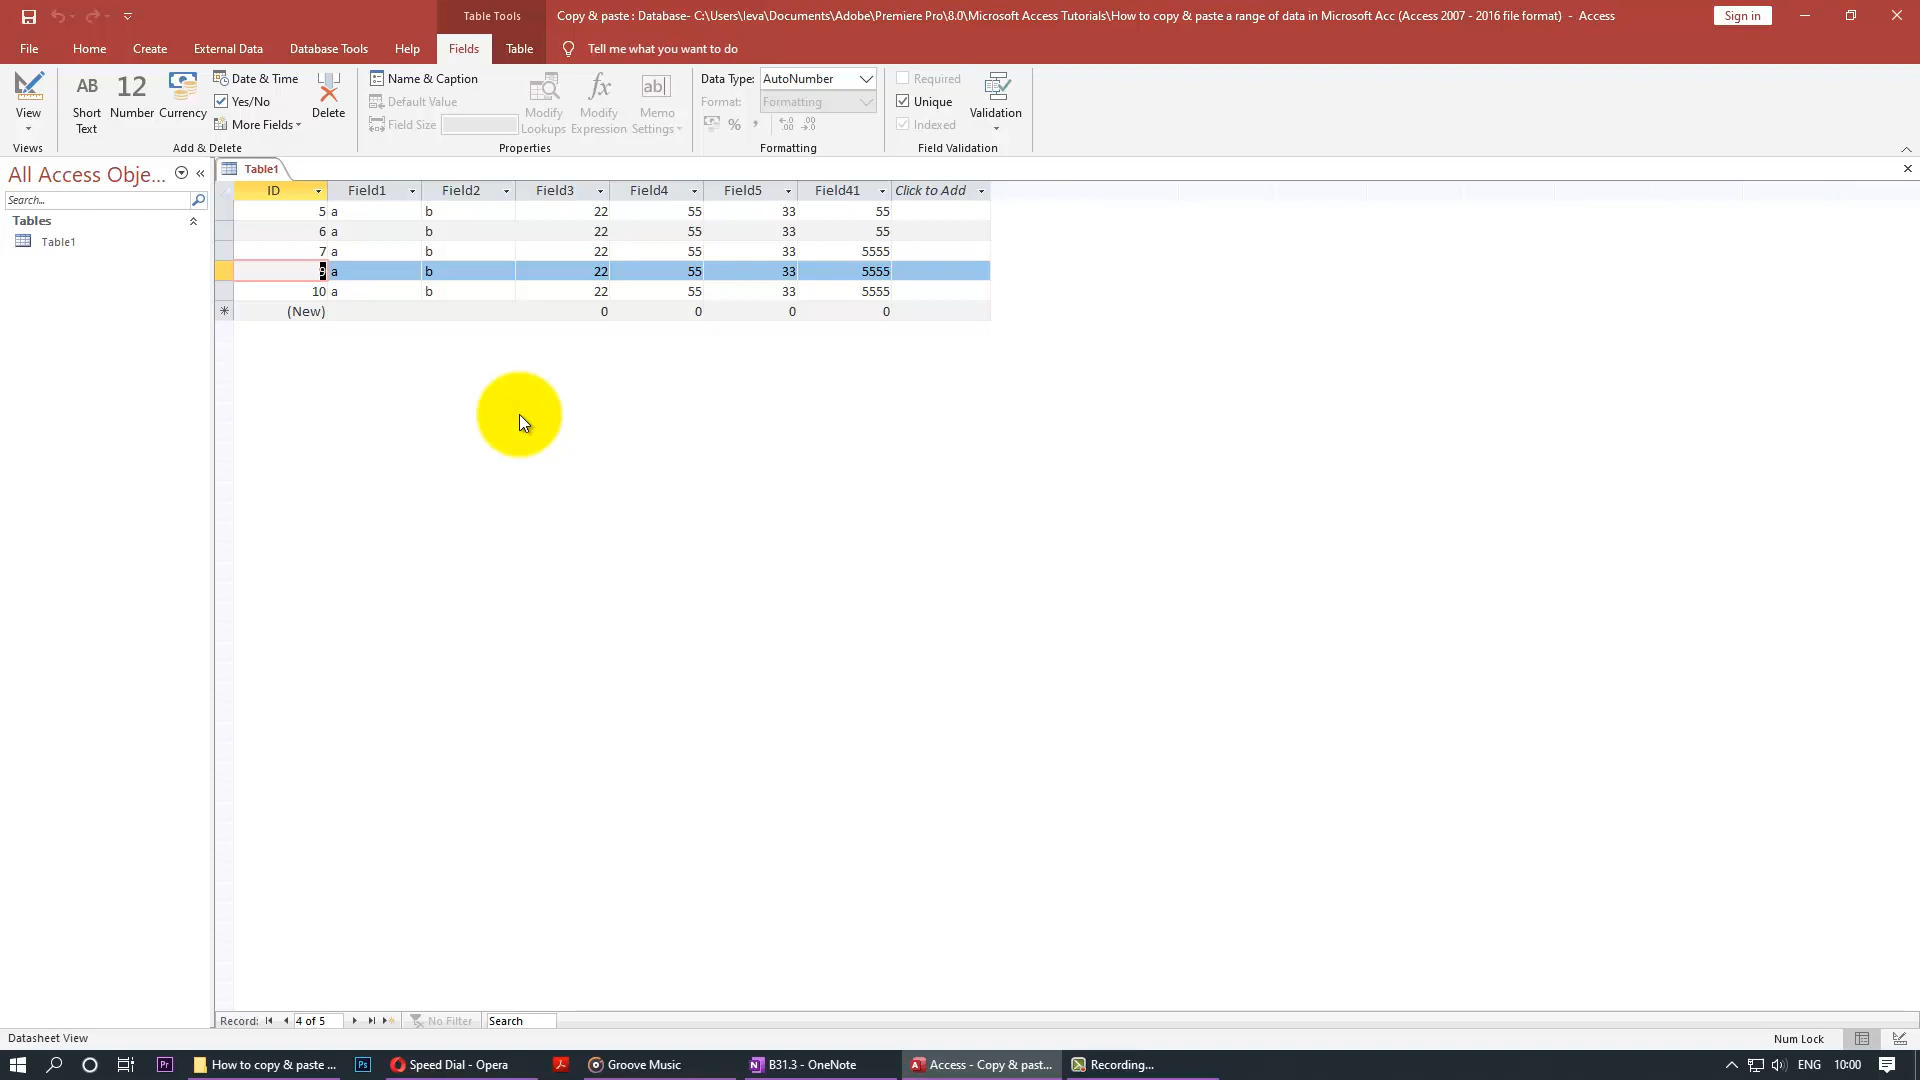 Table Tools
Copy & paste : Database- C:\Users\Ieva\Documents\Adobe\Premiere Pro\8.0\Microsoft Access Tutorials\How to copy & paste a range of data in Microsoft Acc (Access 2007 - 2016 file format)  -  Access
Sign in
File Home Create External Data Database Tools Help Fields Table Tell me what you want to do
View
Views
AB
Short
Text
12
Number
Currency
Date & Time
Yes/No
More Fields
Delete
Add & Delete
Name & Caption
Default Value
Field Size
Modify
Lookups
fx
Modify
Expression
ab|
Memo
Settings
Properties
Data Type: AutoNumber
Format: Formatting
% , .00 .00
Formatting
Required
Unique
Indexed
Validation
Field Validation
All Access Obje...
Search...
Tables
Table1
Table1
ID Field1 Field2 Field3 Field4 Field5 Field41 Click to Add
5 a b 22 55 33 55
6 a b 22 55 33 55
7 a b 22 55 33 5555
9 a b 22 55 33 5555
10 a b 22 55 33 5555
(New) 0 0 0 0
Record: 4 of 5 No Filter Search
Datasheet View
Num Lock
Pr
How to copy & paste ...
Ps
Speed Dial - Opera
Groove Music
B31.3 - OneNote
Access - Copy & past...
Recording...
ENG
10:00